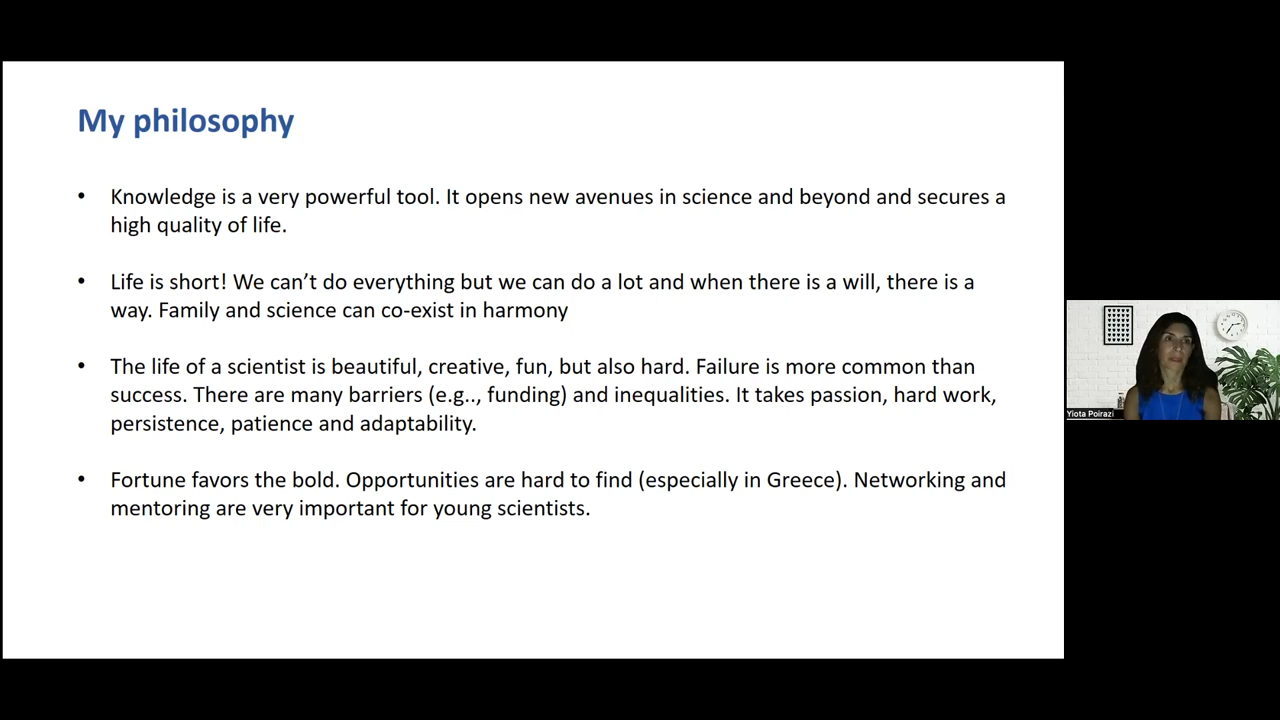 My philosophy
• Knowledge is a very powerful tool. It opens new avenues in science and beyond and secures a
high quality of life.
• Life is short! We can’t do everything but we can do a lot and when there is a will, there is a
way. Family and science can co-exist in harmony
• The life of a scientist is beautiful, creative, fun, but also hard. Failure is more common than
success. There are many barriers (e.g.., funding) and inequalities. It takes passion, hard work,
persistence, patience and adaptability.
• Fortune favors the bold. Opportunities are hard to find (especially in Greece). Networking and
mentoring are very important for young scientists.
Yiota Poirazi